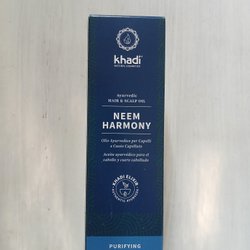 khadi
NATURAL COSMETICS
Ayurvedic
HAIR & SCALP OIL
NEEM
HARMONY
Olio Ayurvedico per Capelli
e Cuoio Capelluto
Aceite ayurvédico para el
cabello y cuero cabelludo
KHADI ELIXIR
PURIFYING